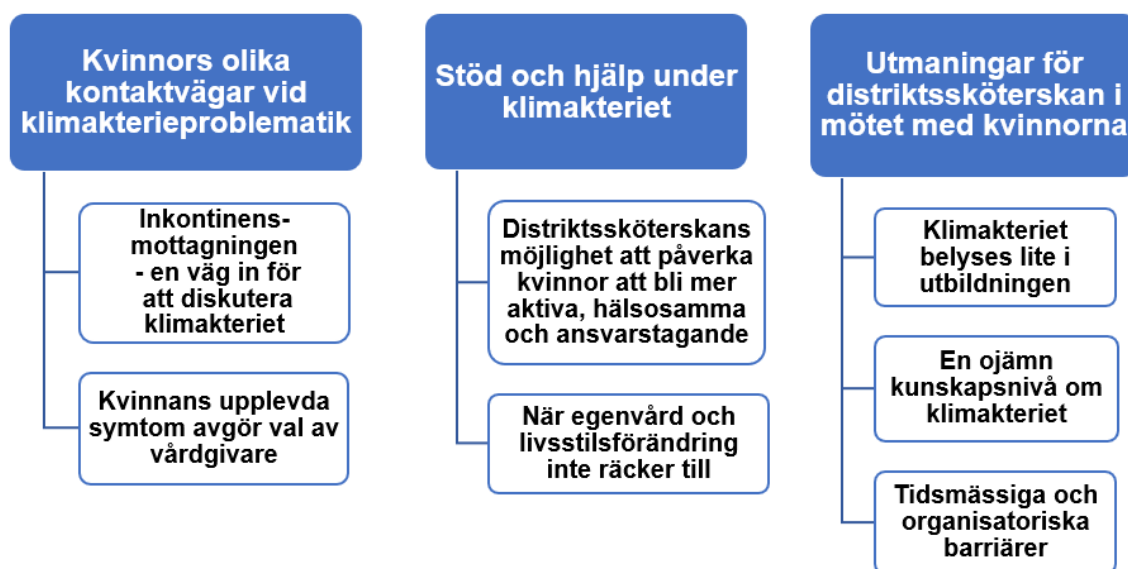 Kvinnors olika
kontaktvägar vid
klimakterieproblematik
Inkontinens-
mottagningen
- en väg in för
att diskutera
klimakteriet
Kvinnans upplevda
symtom avgör val av
vårdgivare
Stöd och hjälp under
klimakteriet
Distriktssköterskans
möjlighet att påverka
kvinnor att bli mer
aktiva, hälsosamma
och ansvarstagande
När egenvård och
livsstilsförändring
inte räcker till
Utmaningar för
distriktssköterskan i
mötet med kvinnorna
Klimakteriet
belyses lite i
utbildningen
En ojämn
kunskapsnivå om
klimakteriet
Tidsmässiga och
organisatoriska
barriärer